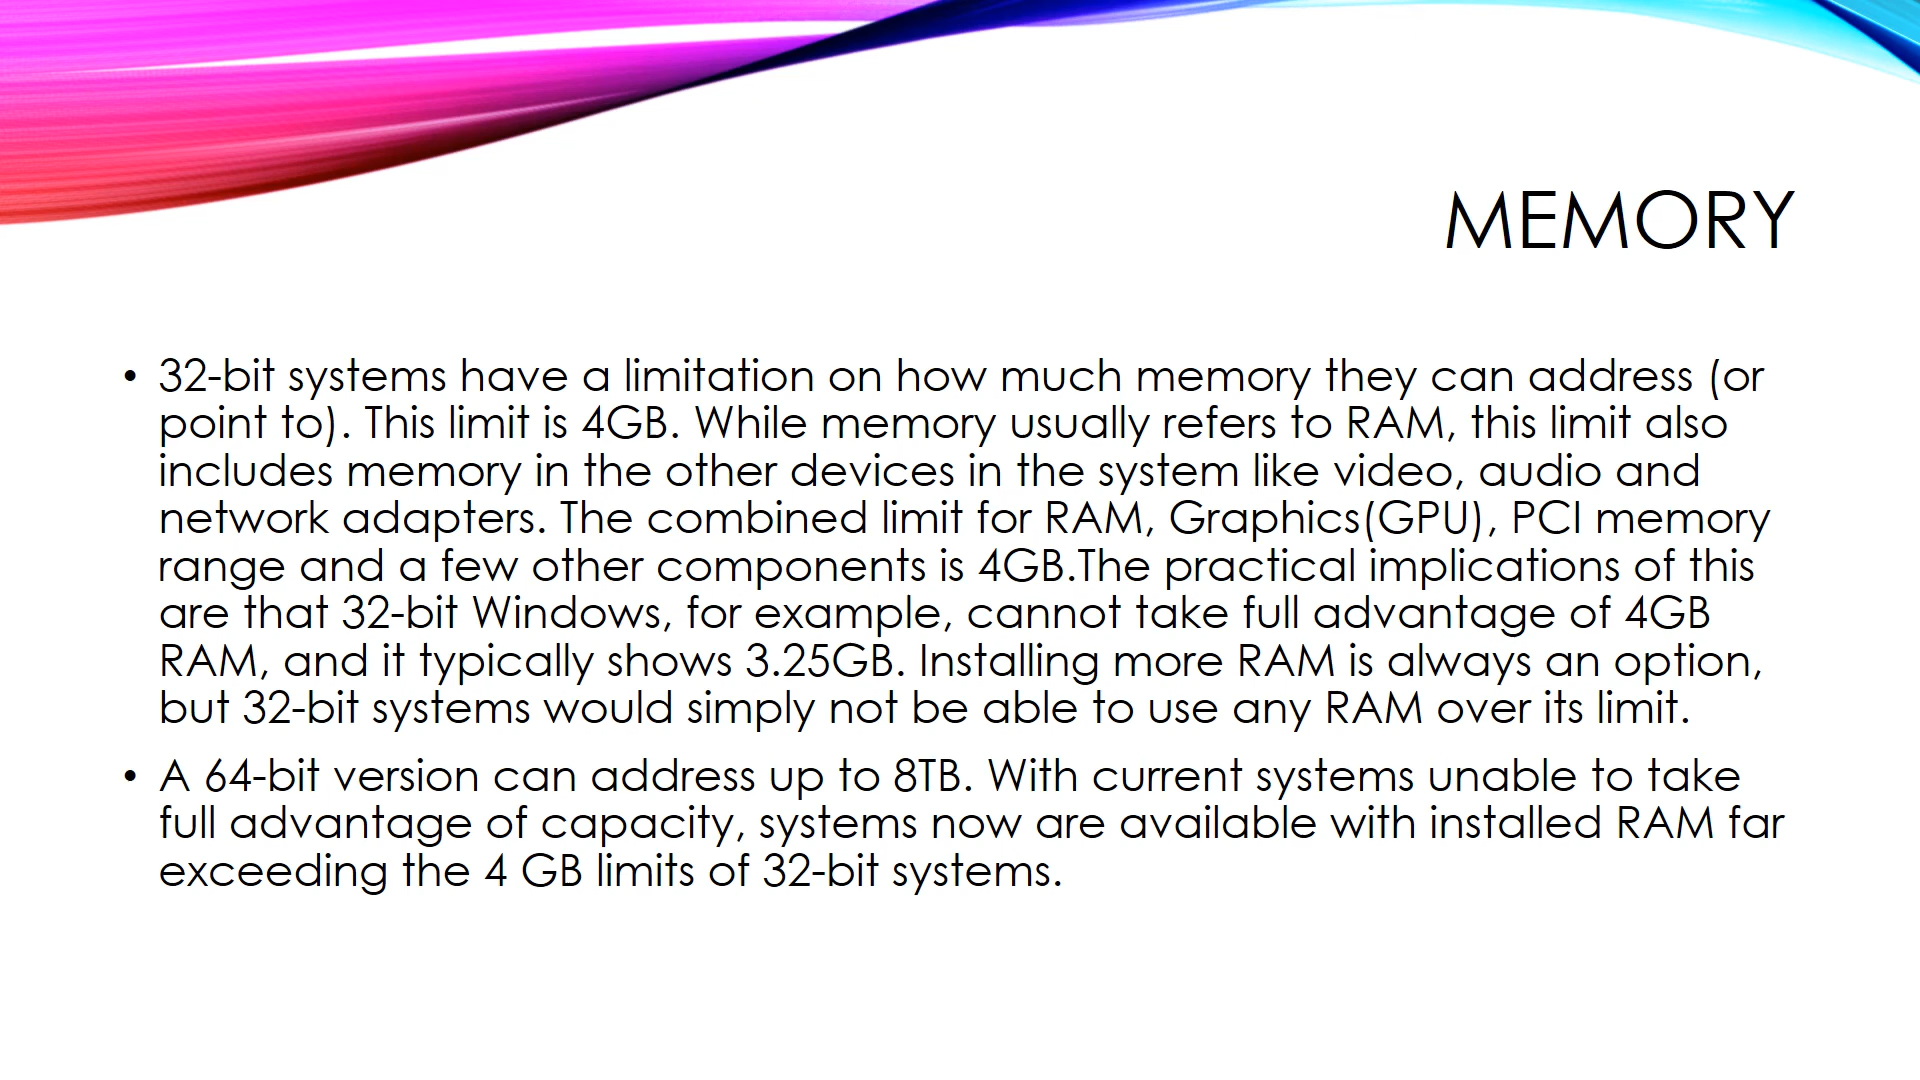 MEMORY
• 32-bit systems have a limitation on how much memory they can address (or
point to). This limit is 4GB. While memory usually refers to RAM, this limit also
includes memory in the other devices in the system like video, audio and
network adapters. The combined limit for RAM, Graphics(GPU), PCI memory
range and a few other components is 4GB.The practical implications of this
are that 32-bit Windows, for example, cannot take full advantage of 4GB
RAM, and it typically shows 3.25GB. Installing more RAM is always an option,
but 32-bit systems would simply not be able to use any RAM over its limit.
• A 64-bit version can address up to 8TB. With current systems unable to take
full advantage of capacity, systems now are available with installed RAM far
exceeding the 4 GB limits of 32-bit systems.